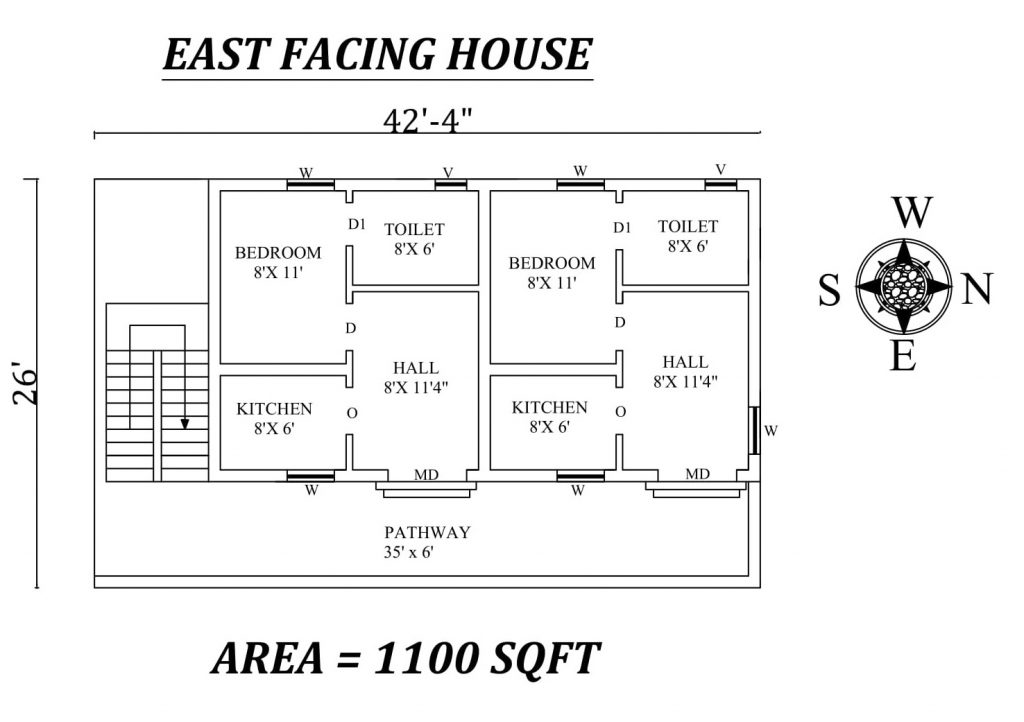 EAST FACING HOUSE
42'-4"
26'
W
V
W
V
BEDROOM
8'X 11'
D1
TOILET
8'X 6'
BEDROOM
8'X 11'
D1
TOILET
8'X 6'
D
HALL
8'X 11'4"
D
HALL
8'X 11'4"
KITCHEN
8'X 6'
O
KITCHEN
8'X 6'
O
W
W
MD
W
MD
PATHWAY
35' x 6'
W
S
N
E
AREA = 1100 SQFT